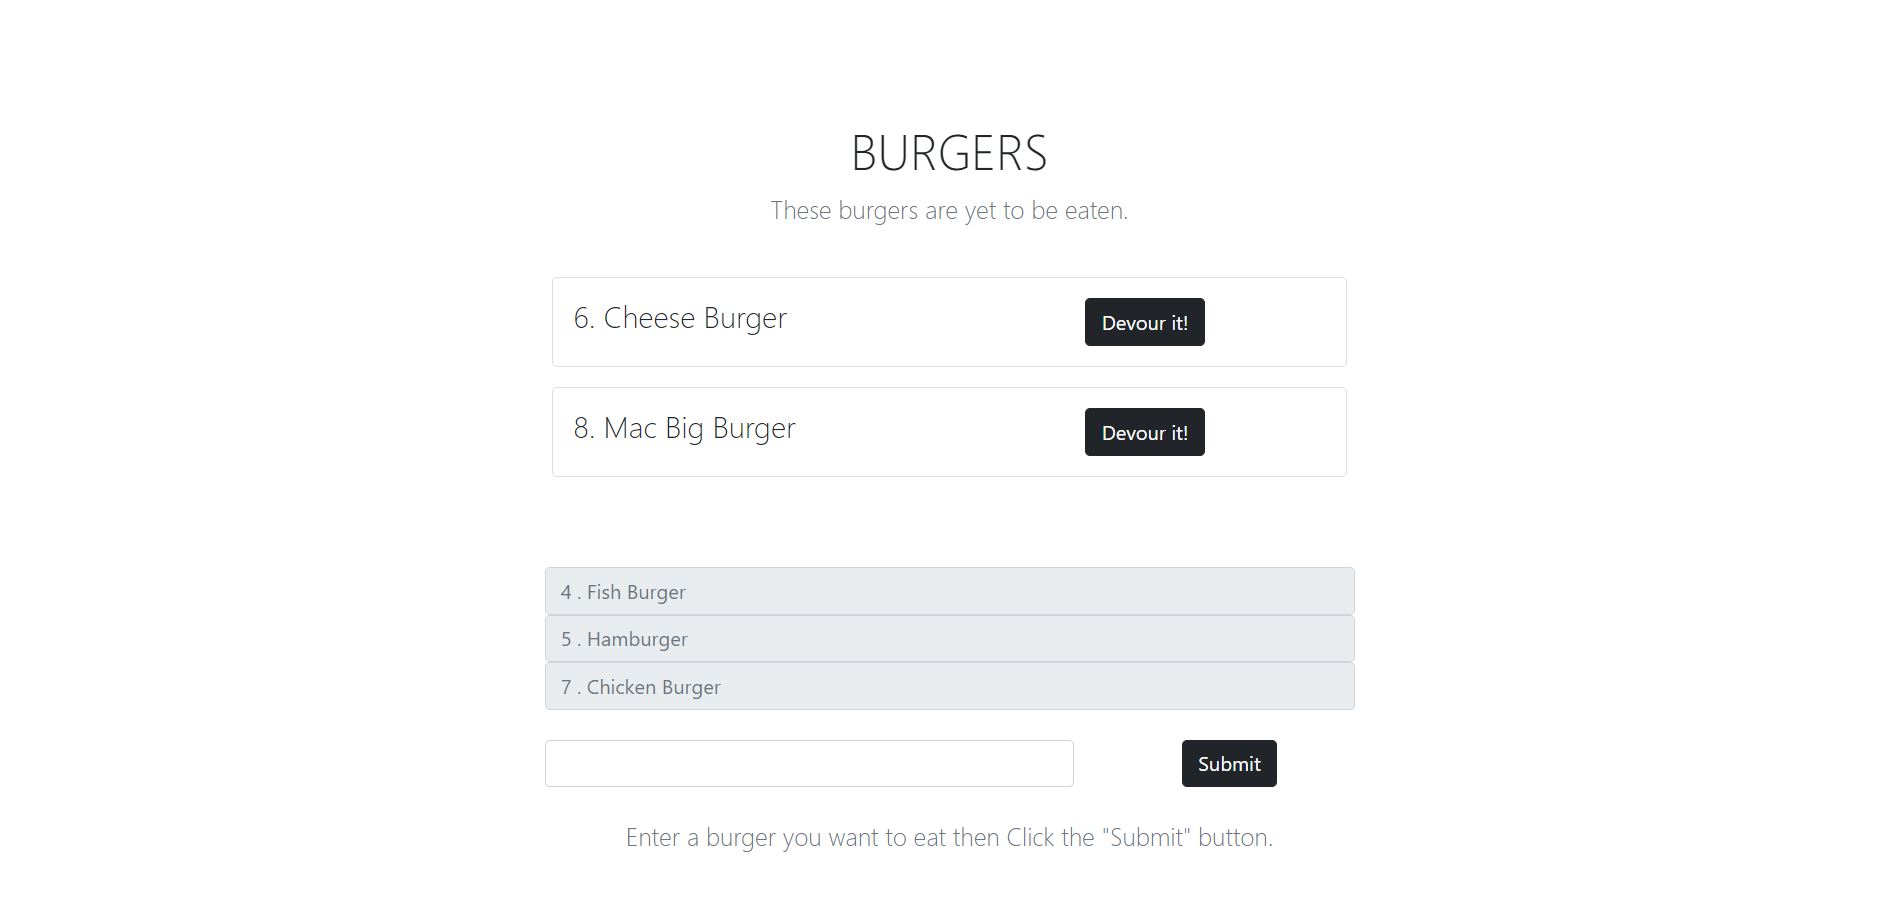 BURGERS
These burgers are yet to be eaten.
6. Cheese Burger
Devour it!
8. Mac Big Burger
Devour it!
4 . Fish Burger
5 . Hamburger
7 . Chicken Burger
Submit
Enter a burger you want to eat then Click the "Submit" button.